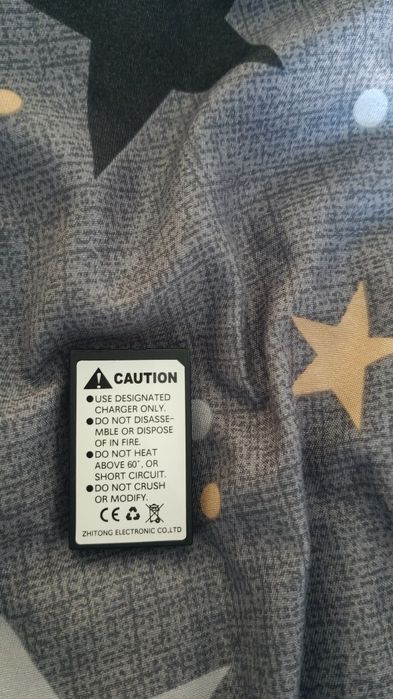 CAUTION
●USE DESIGNATED
CHARGER ONLY.
●DO NOT DISASSE-
MBLE OR DISPOSE
OF IN FIRE.
●DO NOT HEAT
ABOVE 60°, OR
SHORT CIRCUIT.
●DO NOT CRUSH
OR MODIFY.
CE
ZHITONG ELECTRONIC CO.,LTD